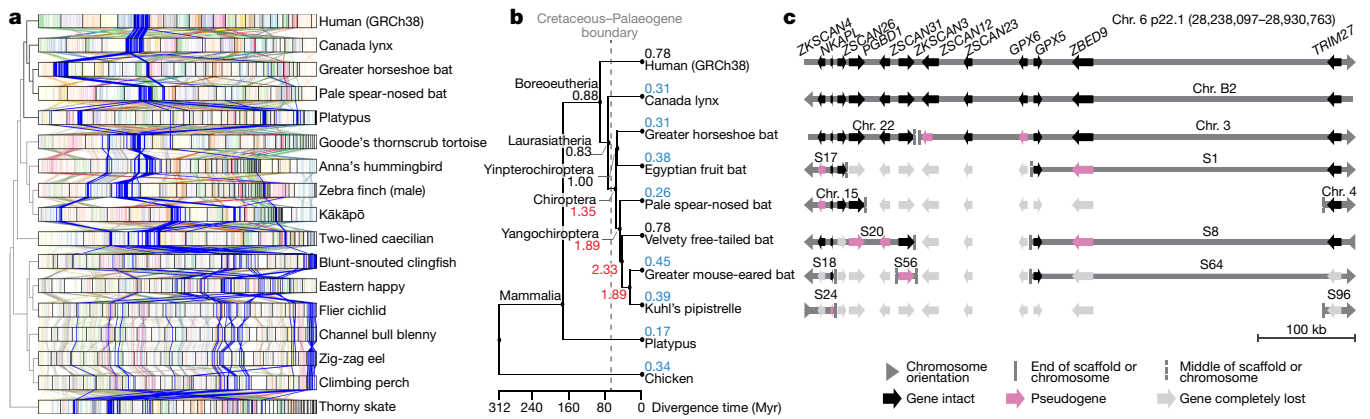 a
Human (GRCh38)
Canada lynx
Greater horseshoe bat
Pale spear-nosed bat
Platypus
Goode's thornscrub tortoise
Anna's hummingbird
Zebra finch (male)
Kākāpō
Two-lined caecilian
Blunt-snouted clingfish
Eastern happy
Flier cichlid
Channel bull blenny
Zig-zag eel
Climbing perch
Thorny skate
b
Cretaceous–Palaeogene
boundary
0.78
Human (GRCh38)
Boreoeutheria
0.88
0.31
Canada lynx
0.31
Greater horseshoe bat
Laurasiatheria
0.83
0.38
Egyptian fruit bat
Yinpterochiroptera
1.00
0.26
Pale spear-nosed bat
Chiroptera
1.35
0.78
Velvety free-tailed bat
Yangochiroptera
1.89
0.45
Greater mouse-eared bat
2.33
1.89
0.39
Kuhl's pipistrelle
Mammalia
0.17
Platypus
0.34
Chicken
312 240 160 80 0 Divergence time (Myr)
c
Chr. 6 p22.1 (28,238,097–28,930,763)
ZKSCAN4
NKAPL
ZSCAN26
PGBD1
ZSCAN31
ZKSCAN3
ZSCAN12
ZSCAN23
GPX6
GPX5
ZBED9
TRIM27
Chr. B2
Chr. 22
Chr. 3
S17
S1
Chr. 15
Chr. 4
S20
S8
S18
S56
S64
S24
S96
100 kb
Chromosome
orientation
End of scaffold or
chromosome
Middle of scaffold or
chromosome
Gene intact
Pseudogene
Gene completely lost